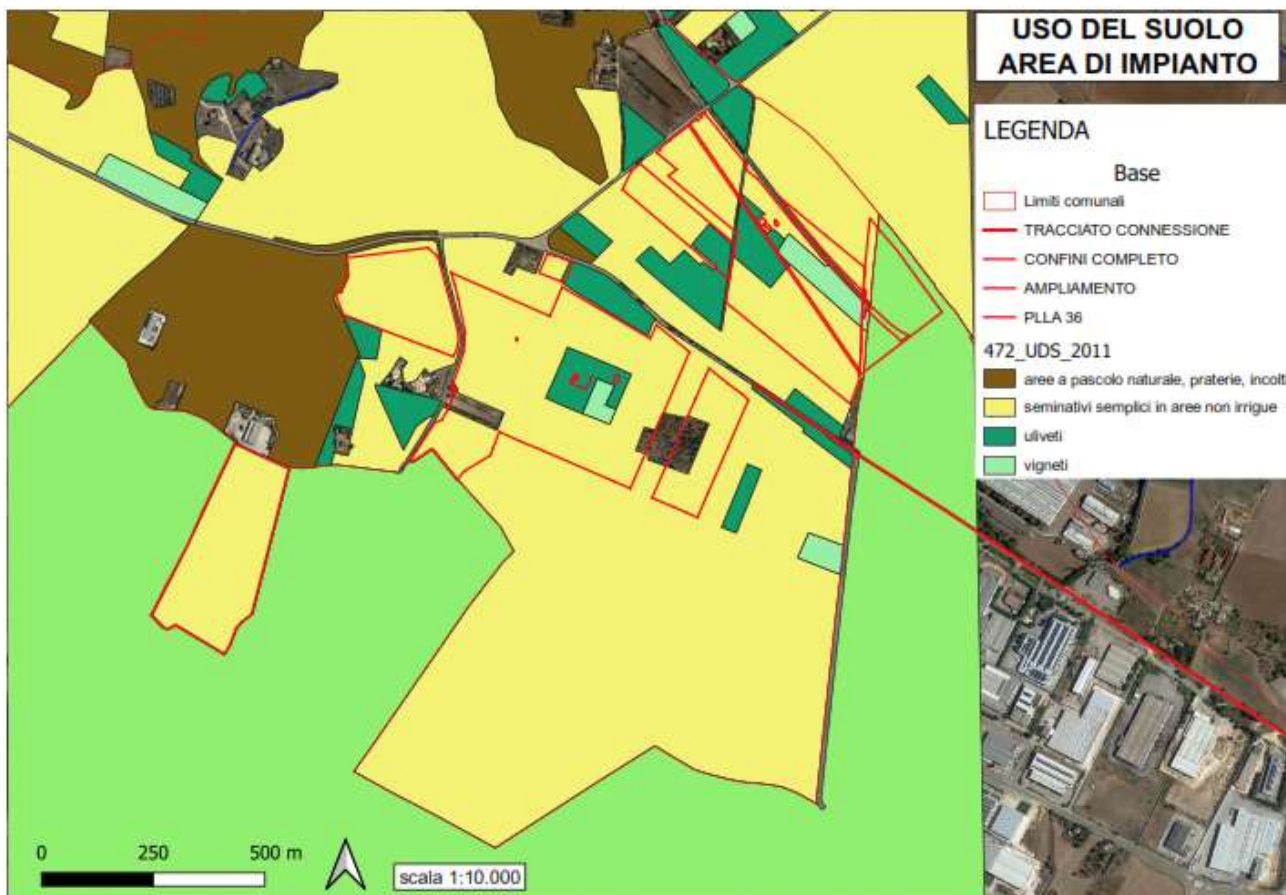 USO DEL SUOLO
AREA DI IMPIANTO
LEGENDA
Base
Limiti comunali
TRACCIATO CONNESSIONE
CONFINI COMPLETO
AMPLIAMENTO
PLLA 36
472_UDS_2011
aree a pascolo naturale, praterie, incolti
seminativi semplici in aree non irrigue
uliveti
vigneti
0 250 500 m
scala 1:10.000